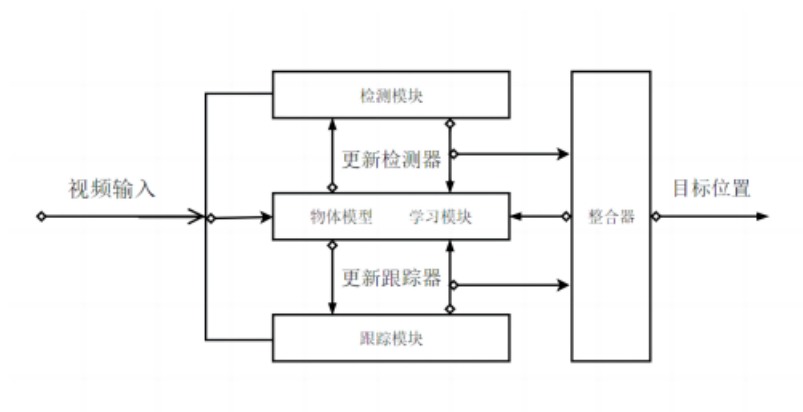 检测模块
更新检测器
视频输入
目标位置
物体模型 学习模块
整合器
更新跟踪器
跟踪模块